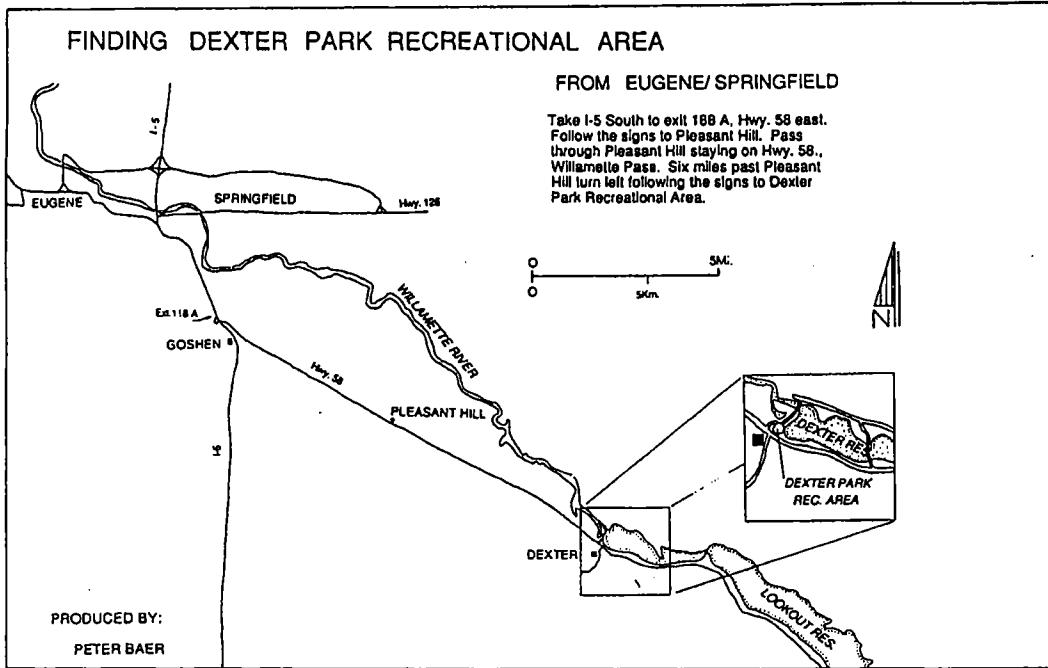 FINDING DEXTER PARK RECREATIONAL AREA
FROM EUGENE/ SPRINGFIELD
Take I-5 South to exit 188 A, Hwy. 58 east.
Follow the signs to Pleasant Hill. Pass
through Pleasant Hill staying on Hwy. 58.,
Willamette Pass. Six miles past Pleasant
Hill turn left following the signs to Dexter
Park Recreational Area.
I-5
EUGENE
SPRINGFIELD
Hwy. 126
0
5Mi.
0
5Km.
N
WILLAMETTE RIVER
Ext. 118 A
GOSHEN
Hwy. 58
PLEASANT HILL
I-5
DEXTER RES.
DEXTER PARK
REC. AREA
DEXTER
LOOKOUT RES.
PRODUCED BY:
PETER BAER